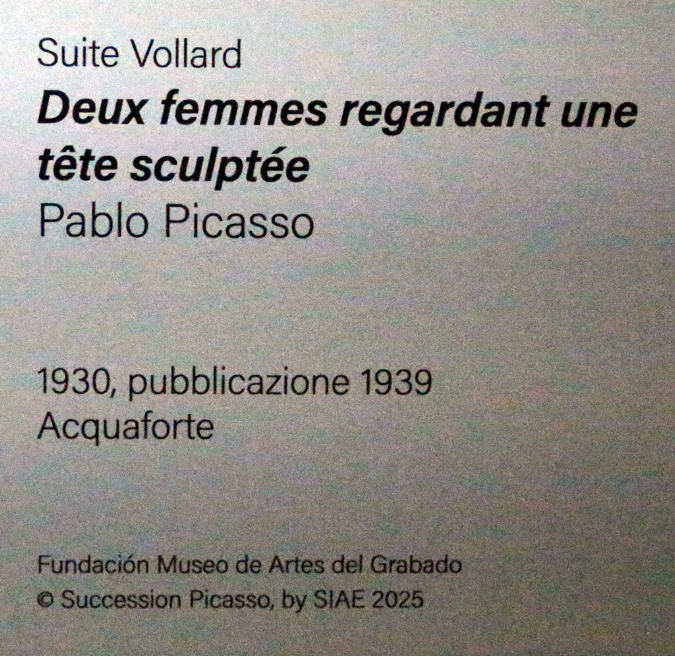 Suite Vollard
Deux femmes regardant une
tête sculptée
Pablo Picasso
1930, pubblicazione 1939
Acquaforte
Fundación Museo de Artes del Grabado
© Succession Picasso, by SIAE 2025